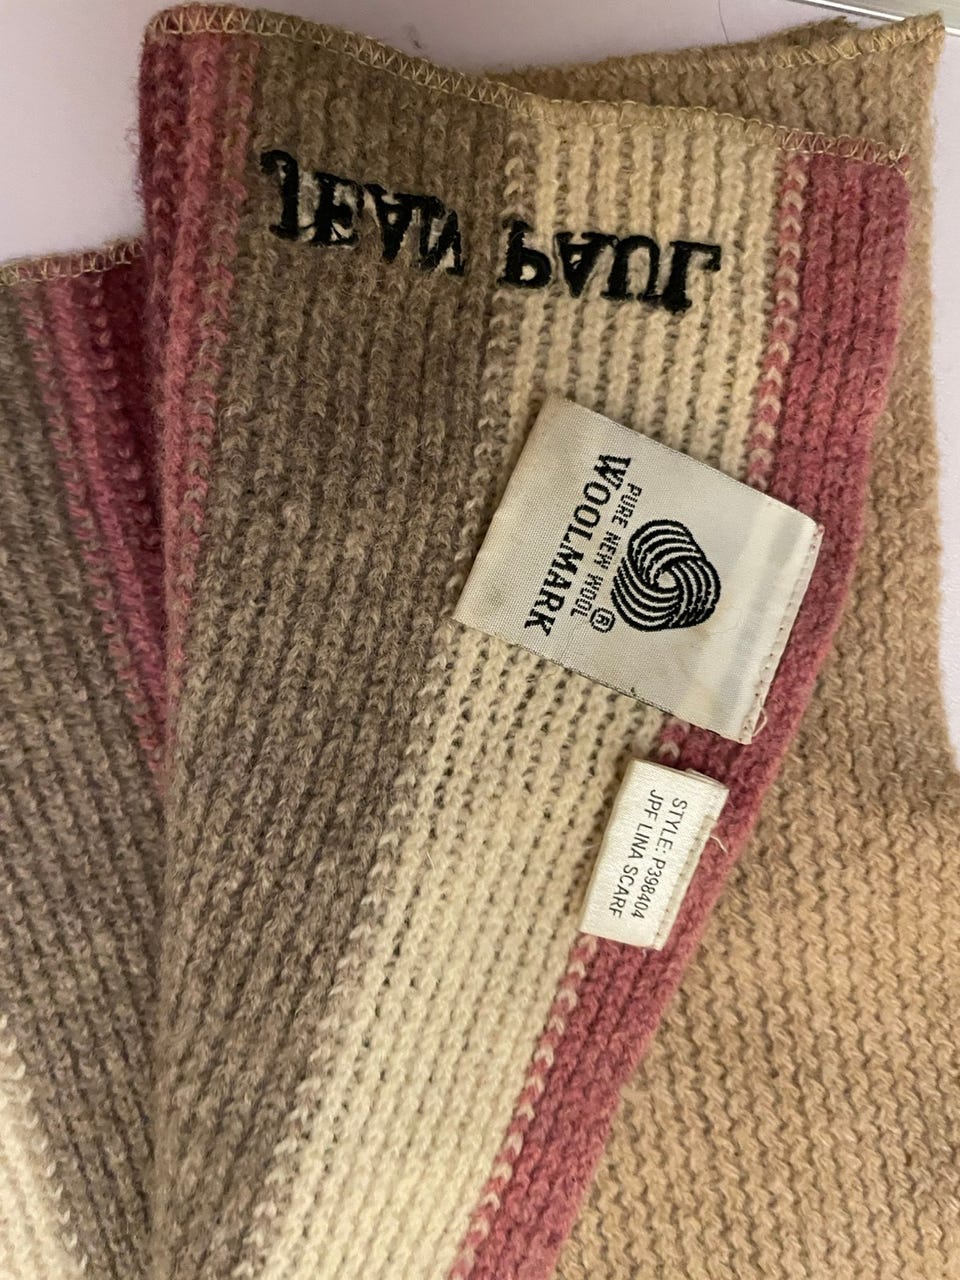 JEAN PAUL
PURE NEW WOOL
WOOLMARK
®
STYLE: P398404
JPF LINA SCARF